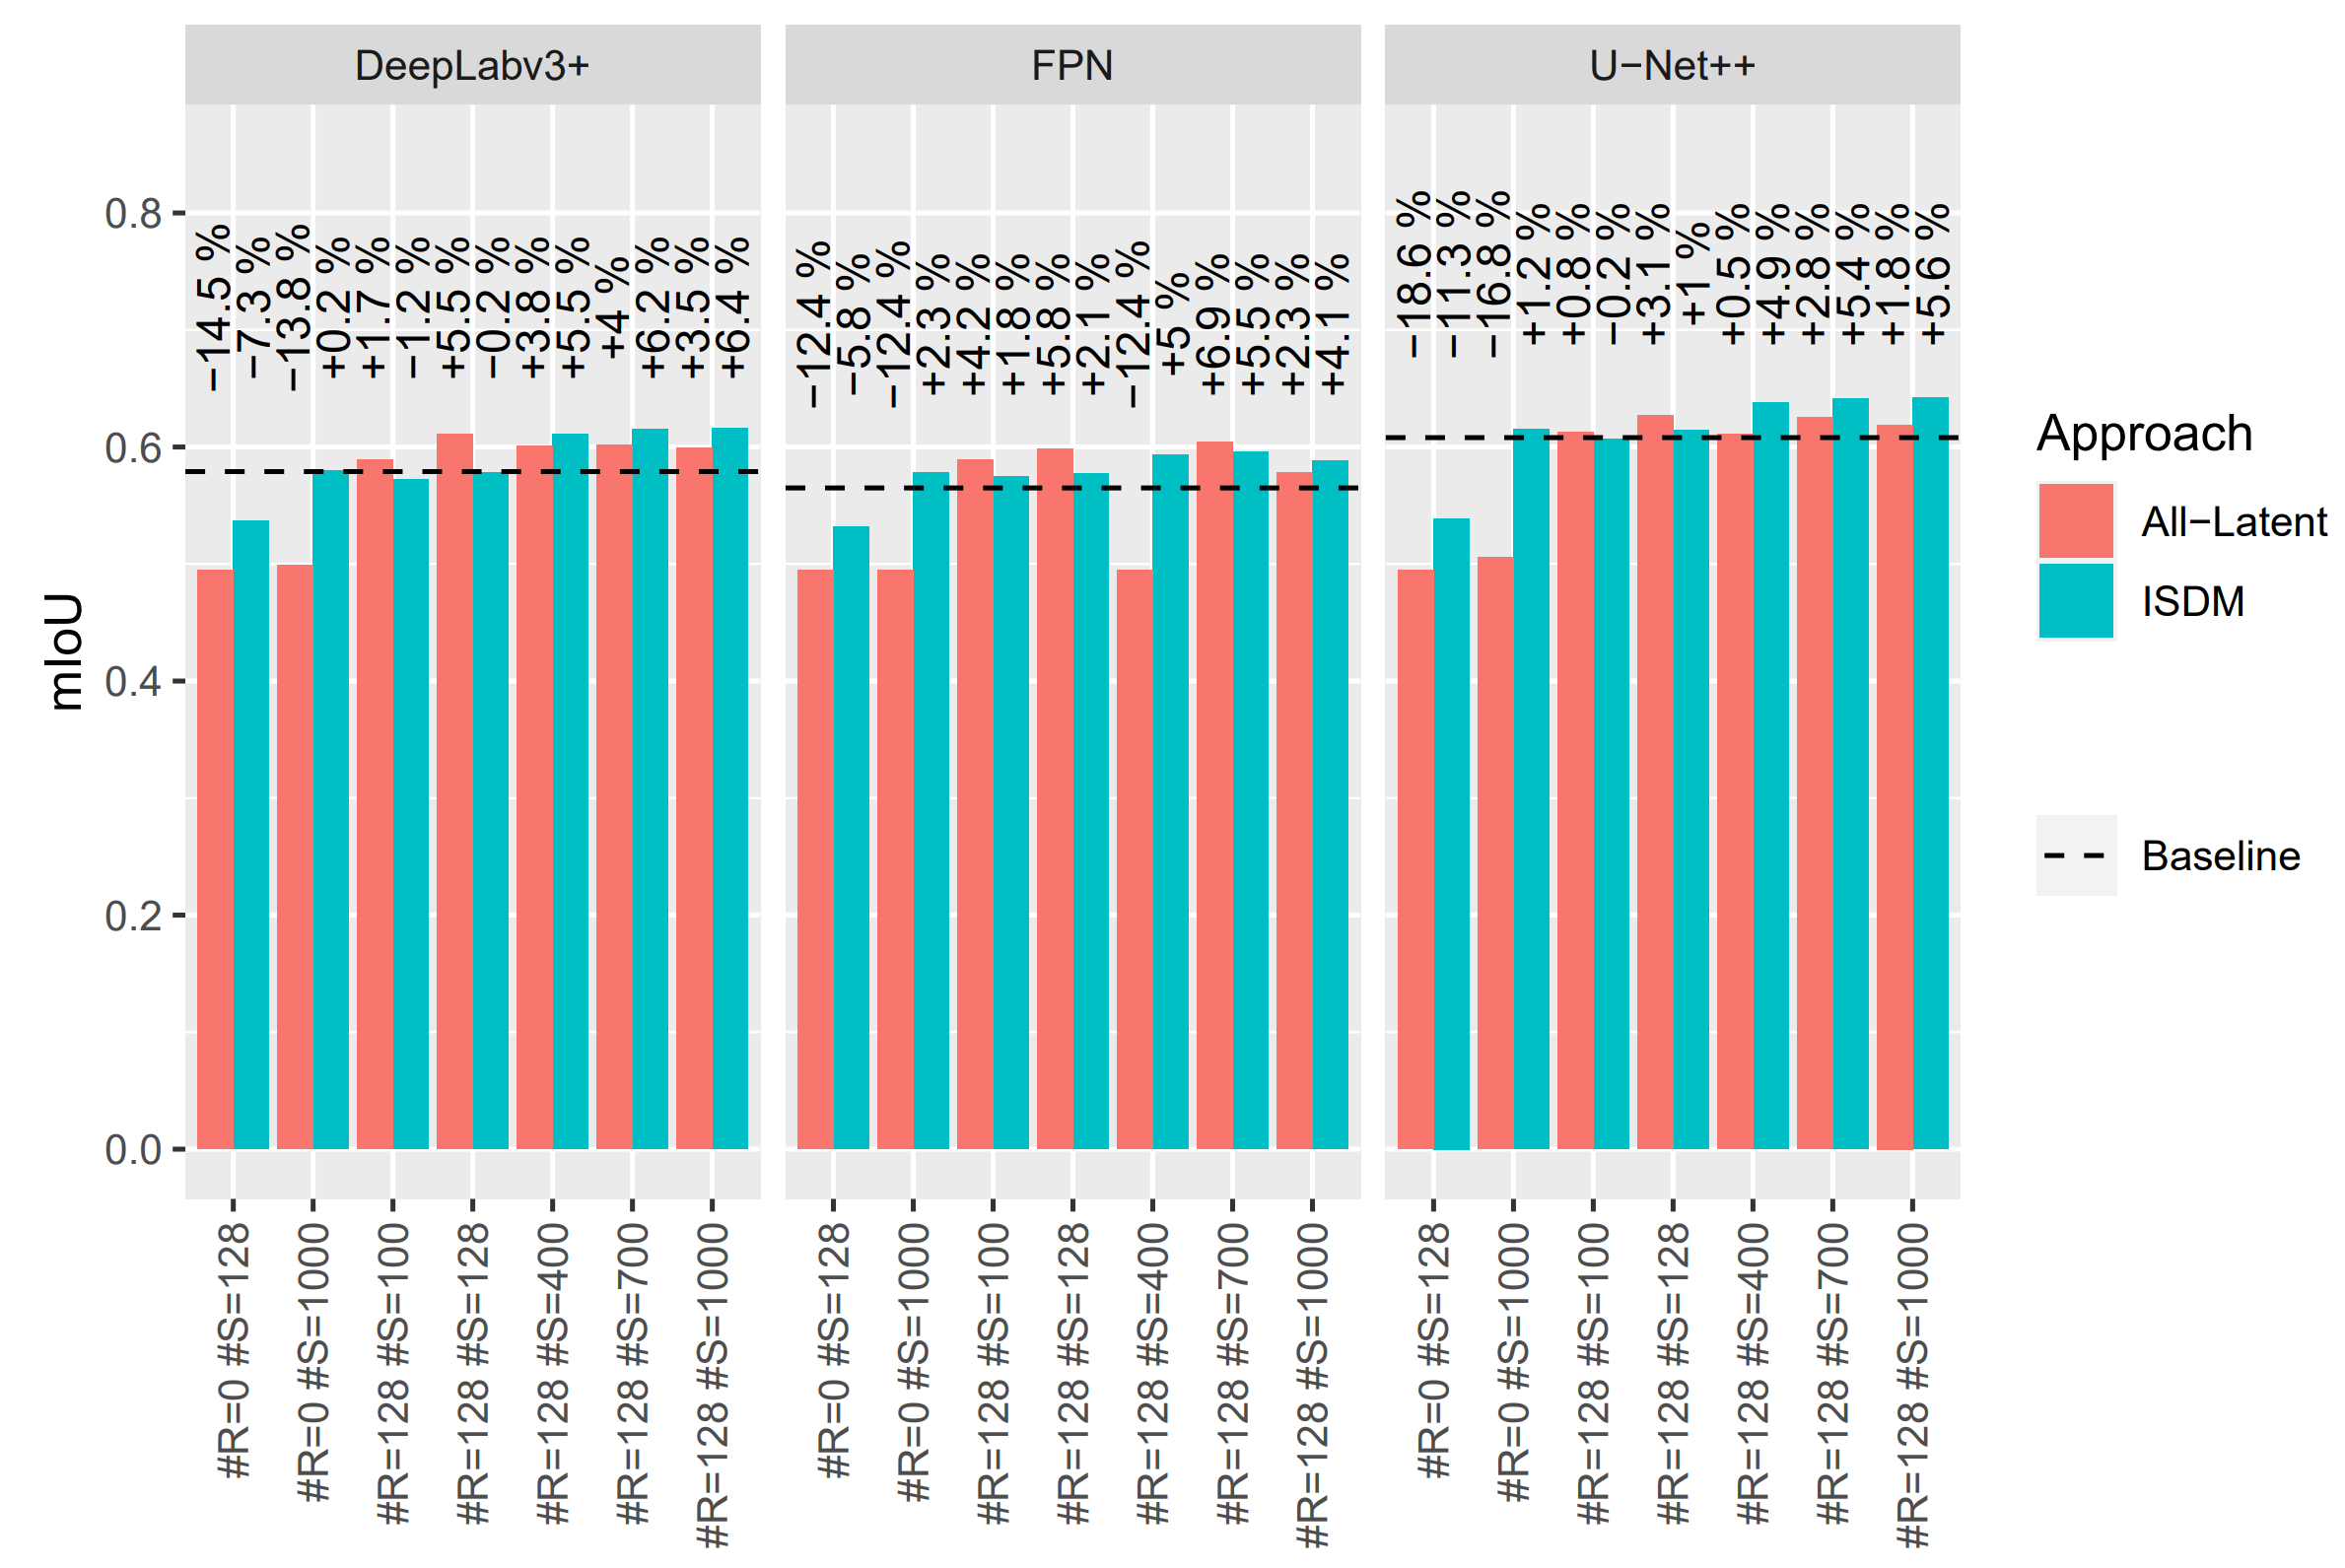 DeepLabv3+
FPN
U−Net++
mIoU
0.8
0.6
0.4
0.2
0.0
−14.5 %
−7.3 %
−13.8 %
+0.2 %
+1.7 %
−1.2 %
+5.5 %
−0.2 %
+3.8 %
+5.5 %
+4 %
+6.2 %
+3.5 %
+6.4 %
−12.4 %
−5.8 %
−12.4 %
+2.3 %
+4.2 %
+1.8 %
+5.8 %
+2.1 %
−12.4 %
+5 %
+6.9 %
+5.5 %
+2.3 %
+4.1 %
−18.6 %
−11.3 %
−16.8 %
+1.2 %
+0.8 %
−0.2 %
+3.1 %
+1 %
+0.5 %
+4.9 %
+2.8 %
+5.4 %
+1.8 %
+5.6 %
#R=0 #S=128
#R=0 #S=1000
#R=128 #S=100
#R=128 #S=128
#R=128 #S=400
#R=128 #S=700
#R=128 #S=1000
#R=0 #S=128
#R=0 #S=1000
#R=128 #S=100
#R=128 #S=128
#R=128 #S=400
#R=128 #S=700
#R=128 #S=1000
#R=0 #S=128
#R=0 #S=1000
#R=128 #S=100
#R=128 #S=128
#R=128 #S=400
#R=128 #S=700
#R=128 #S=1000
Approach
All−Latent
ISDM
Baseline